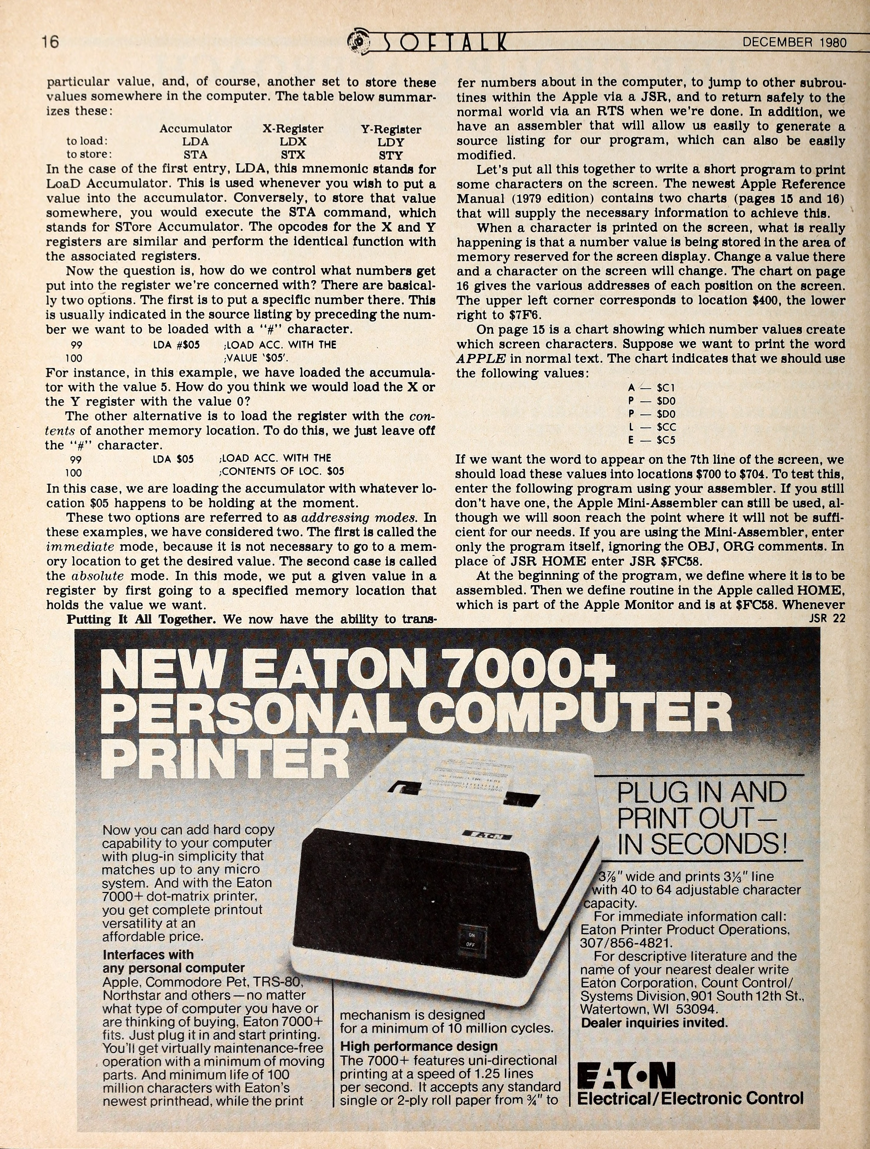 16
SOFTALK
DECEMBER 1980
particular value, and, of course, another set to store these
values somewhere in the computer. The table below summar-
izes these:
Accumulator X-Register Y-Register
to load: LDA LDX LDY
to store: STA STX STY
In the case of the first entry, LDA, this mnemonic stands for
LoaD Accumulator. This is used whenever you wish to put a
value into the accumulator. Conversely, to store that value
somewhere, you would execute the STA command, which
stands for STore Accumulator. The opcodes for the X and Y
registers are similar and perform the identical function with
the associated registers.
Now the question is, how do we control what numbers get
put into the register we're concerned with? There are basical-
ly two options. The first is to put a specific number there. This
is usually indicated in the source listing by preceding the num-
ber we want to be loaded with a "#" character.
99 LDA #$05 ;LOAD ACC. WITH THE
100 ;VALUE '$05'.
For instance, in this example, we have loaded the accumula-
tor with the value 5. How do you think we would load the X or
the Y register with the value 0?
The other alternative is to load the register with the con-
tents of another memory location. To do this, we just leave off
the "#" character.
99 LDA $05 ;LOAD ACC. WITH THE
100 ;CONTENTS OF LOC. $05
In this case, we are loading the accumulator with whatever lo-
cation $05 happens to be holding at the moment.
These two options are referred to as addressing modes. In
these examples, we have considered two. The first is called the
immediate mode, because it is not necessary to go to a mem-
ory location to get the desired value. The second case is called
the absolute mode. In this mode, we put a given value in a
register by first going to a specified memory location that
holds the value we want.
Putting It All Together. We now have the ability to trans-
fer numbers about in the computer, to jump to other subrou-
tines within the Apple via a JSR, and to return safely to the
normal world via an RTS when we're done. In addition, we
have an assembler that will allow us easily to generate a
source listing for our program, which can also be easily
modified.
Let's put all this together to write a short program to print
some characters on the screen. The newest Apple Reference
Manual (1979 edition) contains two charts (pages 15 and 16)
that will supply the necessary information to achieve this.
When a character is printed on the screen, what is really
happening is that a number value is being stored in the area of
memory reserved for the screen display. Change a value there
and a character on the screen will change. The chart on page
16 gives the various addresses of each position on the screen.
The upper left corner corresponds to location $400, the lower
right to $7F6.
On page 15 is a chart showing which number values create
which screen characters. Suppose we want to print the word
APPLE in normal text. The chart indicates that we should use
the following values:
A — $C1
P — $D0
P — $D0
L — $CC
E — $C5
If we want the word to appear on the 7th line of the screen, we
should load these values into locations $700 to $704. To test this,
enter the following program using your assembler. If you still
don't have one, the Apple Mini-Assembler can still be used, al-
though we will soon reach the point where it will not be suffi-
cient for our needs. If you are using the Mini-Assembler, enter
only the program itself, ignoring the OBJ, ORG comments. In
place of JSR HOME enter JSR $FC58.
At the beginning of the program, we define where it is to be
assembled. Then we define routine in the Apple called HOME,
which is part of the Apple Monitor and is at $FC58. Whenever
JSR 22
NEW EATON 7000+
PERSONAL COMPUTER
PRINTER
EATON
ON
OFF
PLUG IN AND
PRINT OUT—
IN SECONDS!
Now you can add hard copy
capability to your computer
with plug-in simplicity that
matches up to any micro
system. And with the Eaton
7000+ dot-matrix printer,
you get complete printout
versatility at an
affordable price.
Interfaces with
any personal computer
Apple, Commodore Pet, TRS-80,
Northstar and others—no matter
what type of computer you have or
are thinking of buying, Eaton 7000+
fits. Just plug it in and start printing.
You'll get virtually maintenance-free
operation with a minimum of moving
parts. And minimum life of 100
million characters with Eaton's
newest printhead, while the print
mechanism is designed
for a minimum of 10 million cycles.
High performance design
The 7000+ features uni-directional
printing at a speed of 1.25 lines
per second. It accepts any standard
single or 2-ply roll paper from ¾" to
3⅞" wide and prints 3⅓" line
with 40 to 64 adjustable character
capacity.
For immediate information call:
Eaton Printer Product Operations,
307/856-4821.
For descriptive literature and the
name of your nearest dealer write
Eaton Corporation, Count Control/
Systems Division, 901 South 12th St.,
Watertown, WI 53094.
Dealer inquiries invited.
EATON
Electrical/Electronic Control